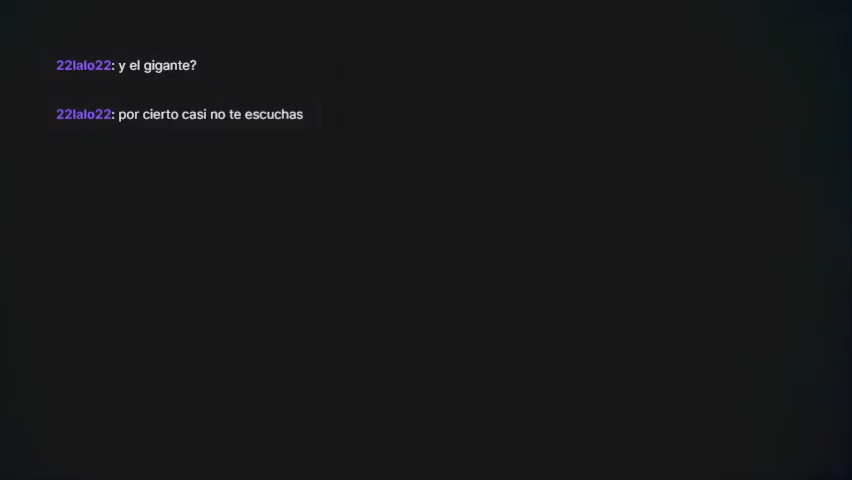 22lalo22: y el gigante?
22lalo22: por cierto casi no te escuchas